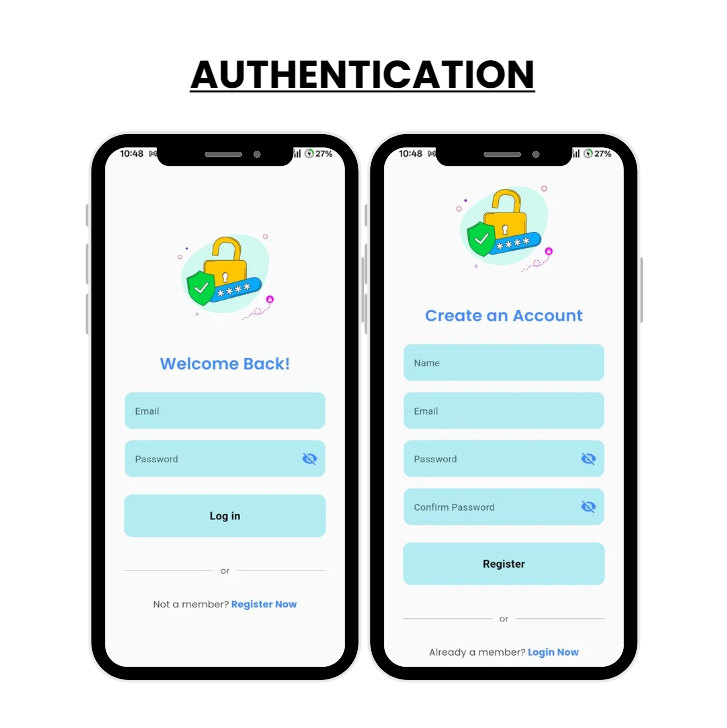 AUTHENTICATION
10:48
27%
Welcome Back!
Email
Password
Log in
or
Not a member? Register Now
10:48
27%
Create an Account
Name
Email
Password
Confirm Password
Register
or
Already a member? Login Now